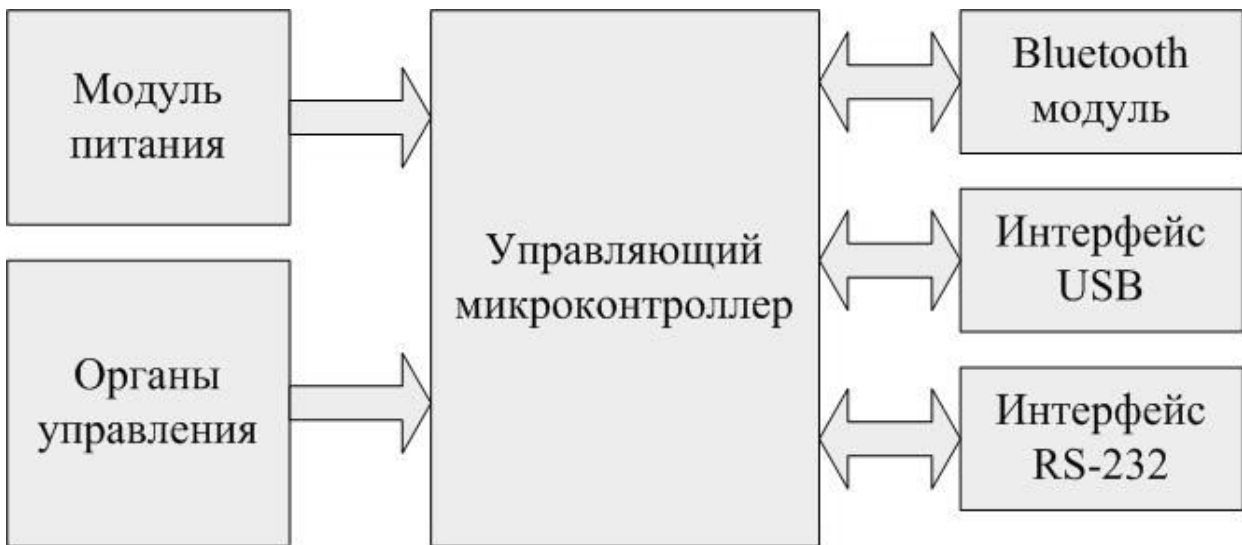 Модуль
питания
Органы
управления
Управляющий
микроконтроллер
Bluetooth
модуль
Интерфейс
USB
Интерфейс
RS-232